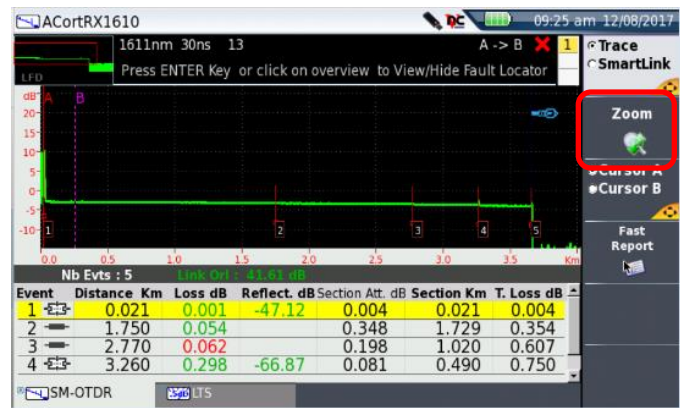 ACortRX1610
09:25 am 12/08/2017
1611nm 30ns 13
A -> B
1
Press ENTER Key or click on overview to View/Hide Fault Locator
LFD
Trace
SmartLink
Zoom
Cursor A
Cursor B
Fast
Report
dB
A
B
20
15
10
5
0
-5
-10
1
2
3
4
5
0.0
0.5
1.0
1.5
2.0
2.5
3.0
3.5
Km
Nb Evts : 5
Link Orl : 41.61 dB
Event Distance Km Loss dB Reflect. dB Section Att. dB Section Km T. Loss dB
1 0.021 0.001 -47.12 0.004 0.021 0.004
2 1.750 0.054 0.348 1.729 0.354
3 2.770 0.062 0.198 1.020 0.607
4 3.260 0.298 -66.87 0.081 0.490 0.750
SM-OTDR
LTS